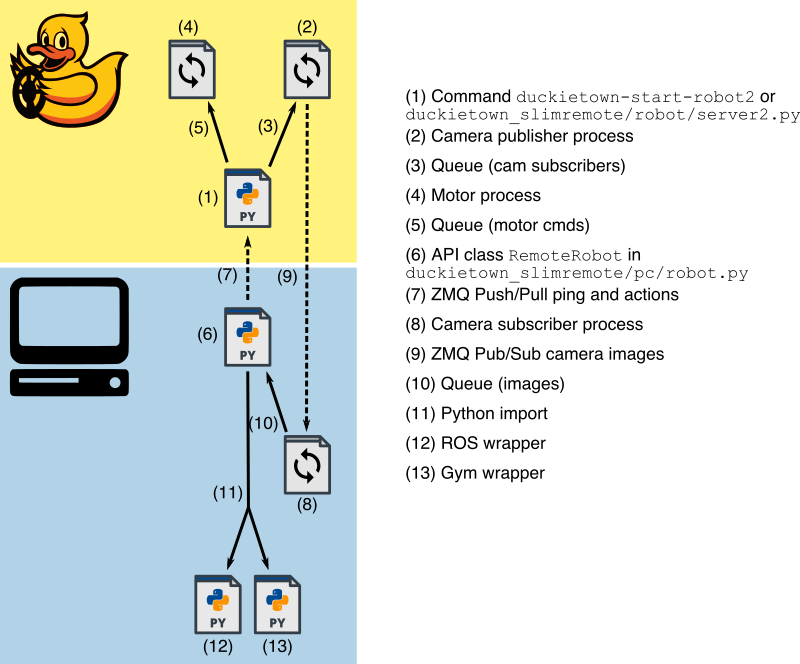 (4)
(2)
(5)
(3)
(1)
PY
(7)
(9)
(6)
PY
(10)
(8)
(11)
PY
PY
(12)
(13)
(1) Command duckietown-start-robot2 or
duckietown_slimremote/robot/server2.py
(2) Camera publisher process
(3) Queue (cam subscribers)
(4) Motor process
(5) Queue (motor cmds)
(6) API class RemoteRobot in
duckietown_slimremote/pc/robot.py
(7) ZMQ Push/Pull ping and actions
(8) Camera subscriber process
(9) ZMQ Pub/Sub camera images
(10) Queue (images)
(11) Python import
(12) ROS wrapper
(13) Gym wrapper